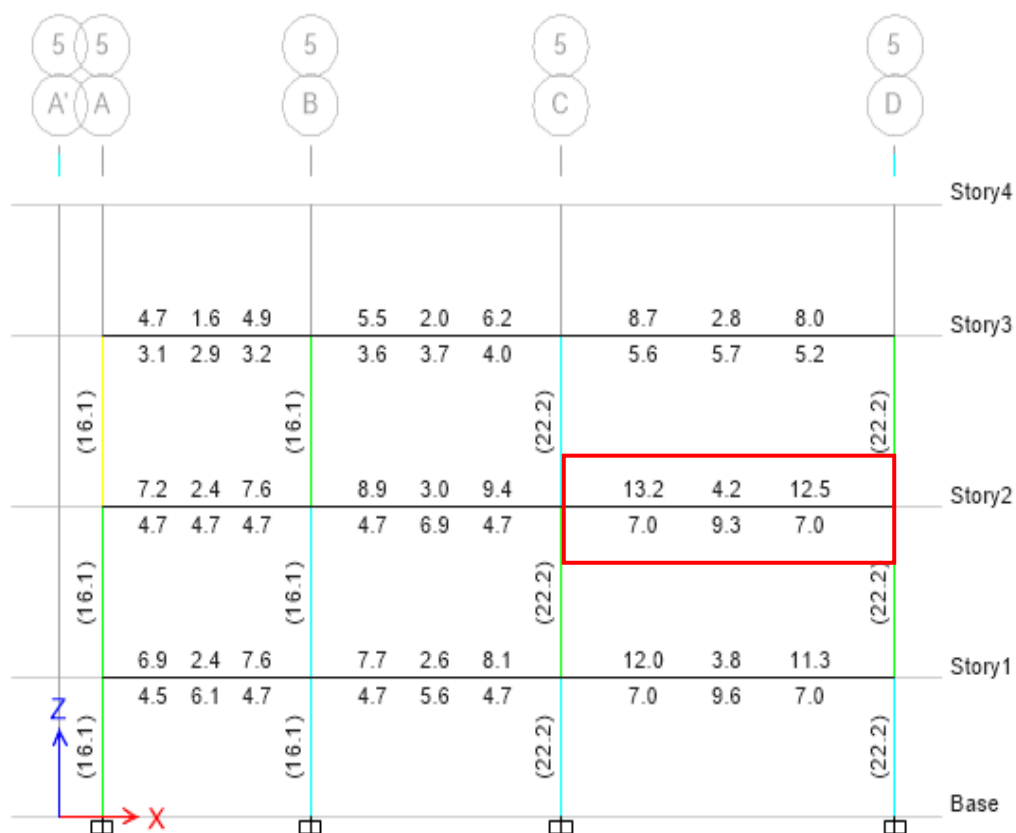 5 5 5 5 5
A' A B C D
Story4
4.7 1.6 4.9 5.5 2.0 6.2 8.7 2.8 8.0 Story3
3.1 2.9 3.2 3.6 3.7 4.0 5.6 5.7 5.2
(16.1) (16.1) (22.2) (22.2)
7.2 2.4 7.6 8.9 3.0 9.4 13.2 4.2 12.5 Story2
4.7 4.7 4.7 4.7 6.9 4.7 7.0 9.3 7.0
(16.1) (16.1) (22.2) (22.2)
6.9 2.4 7.6 7.7 2.6 8.1 12.0 3.8 11.3 Story1
4.5 6.1 4.7 4.7 5.6 4.7 7.0 9.6 7.0
Z
(16.1) (16.1) (22.2) (22.2)
X
Base